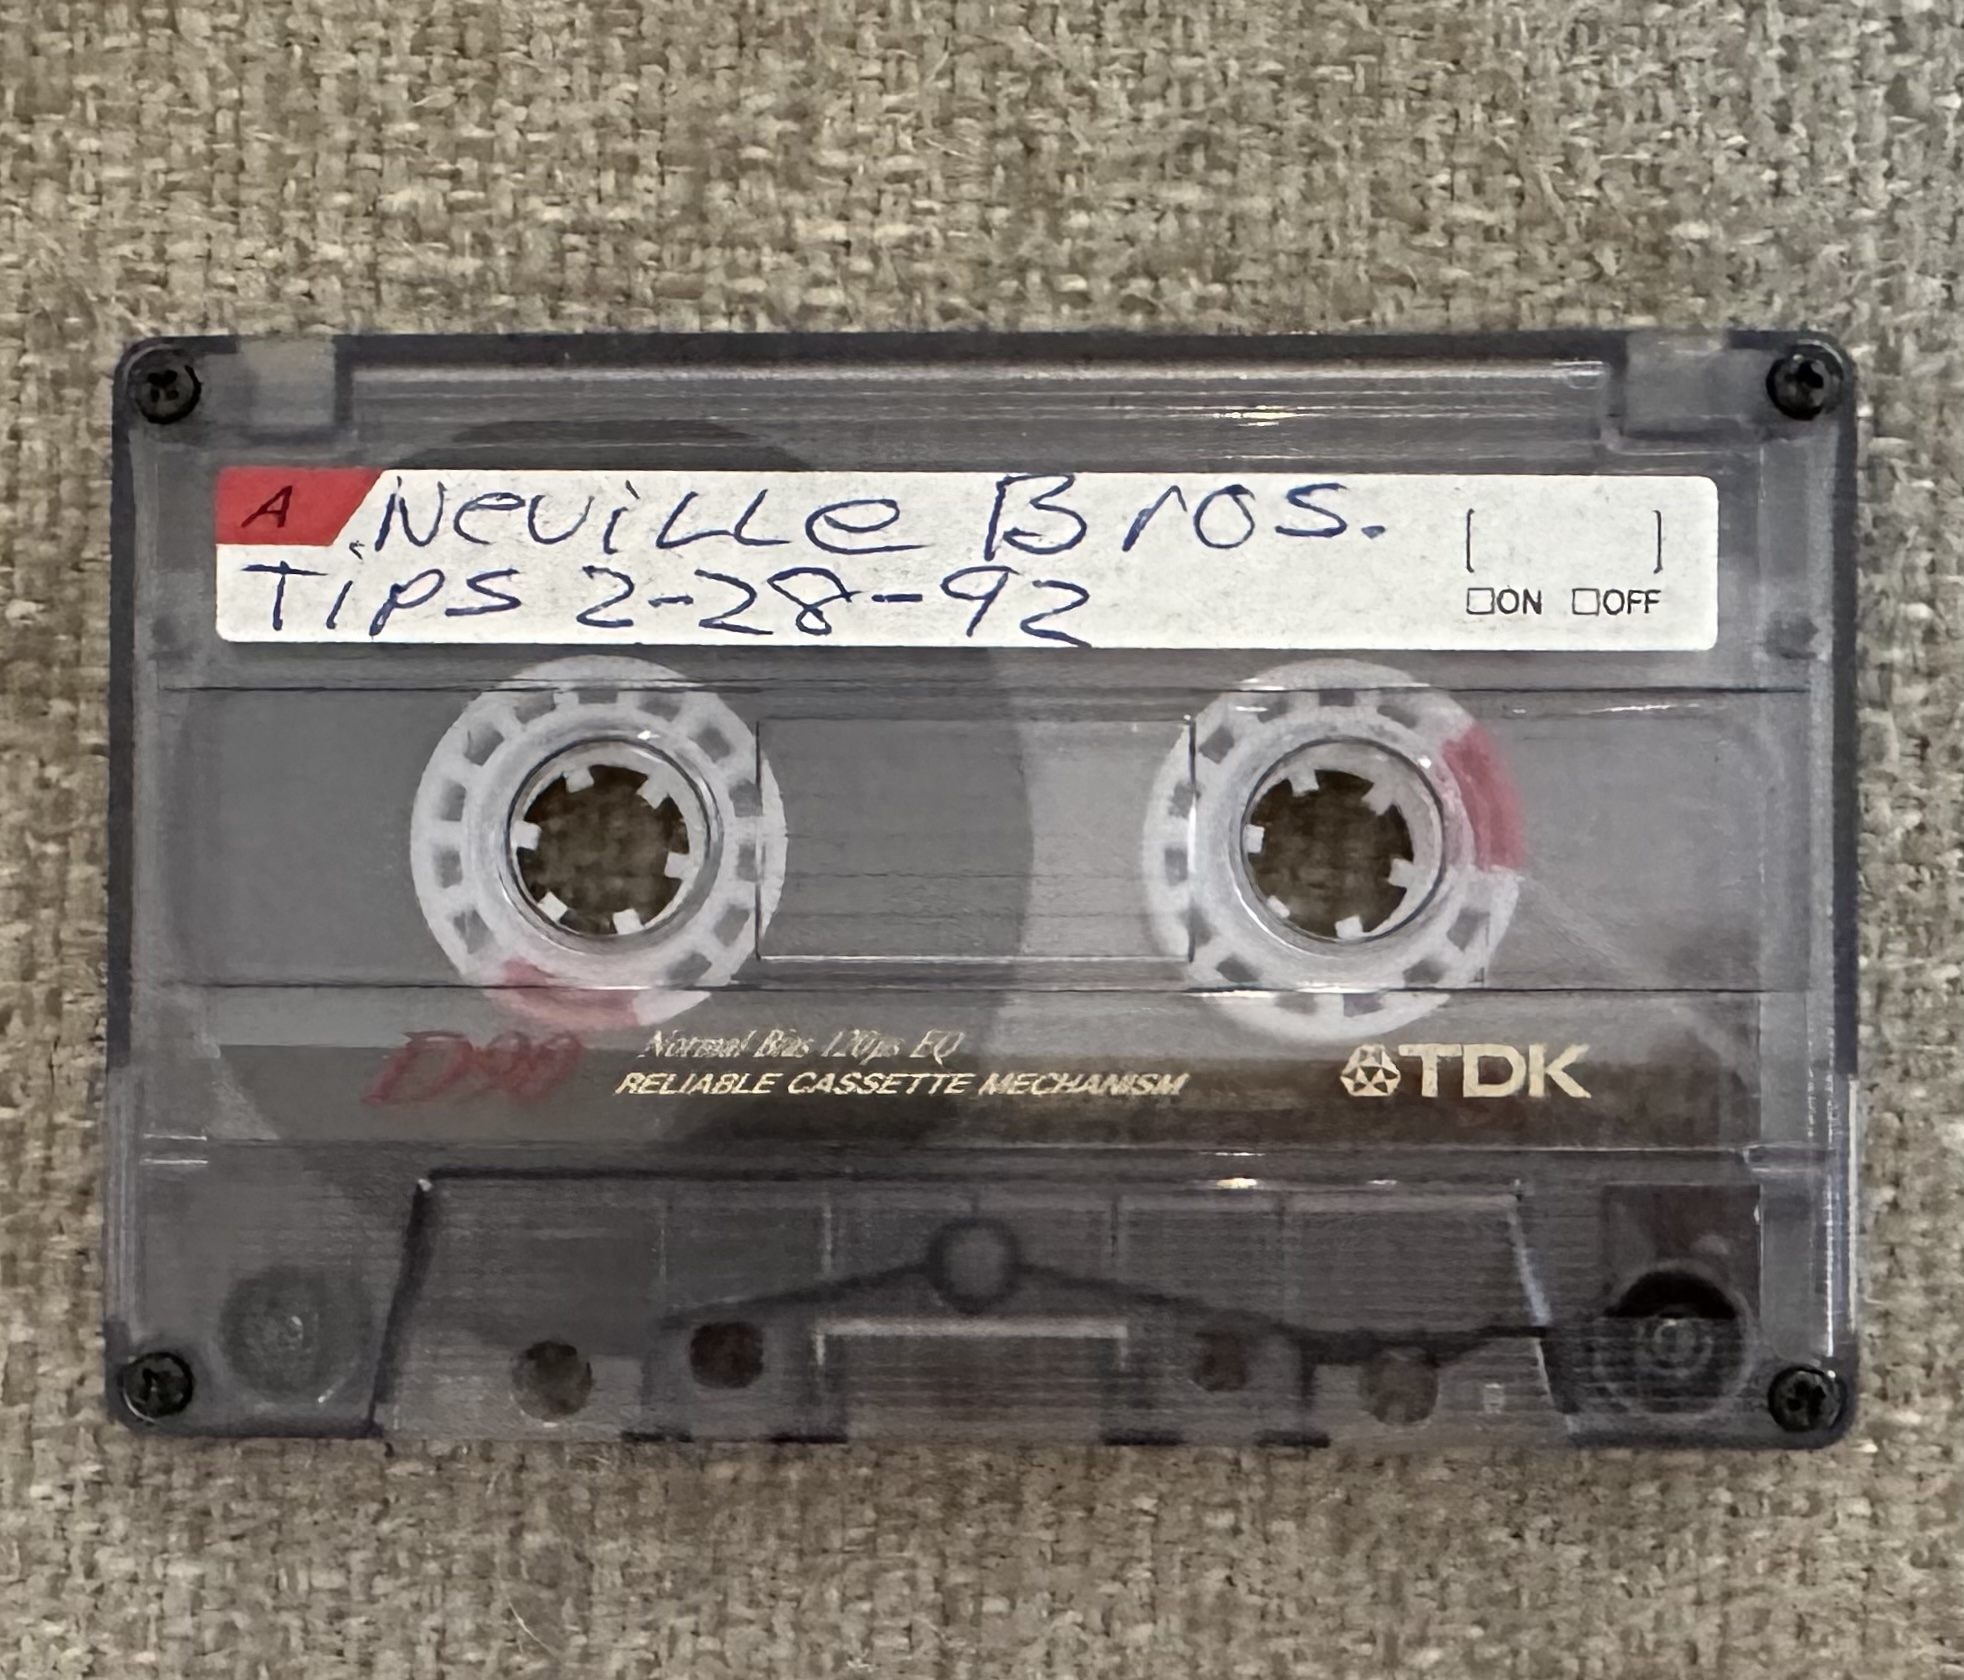 A Neville Bros.
Tips 2-28-92
[ ]
ON OFF
D90
Normal Bias 120µs EQ
RELIABLE CASSETTE MECHANISM
TDK